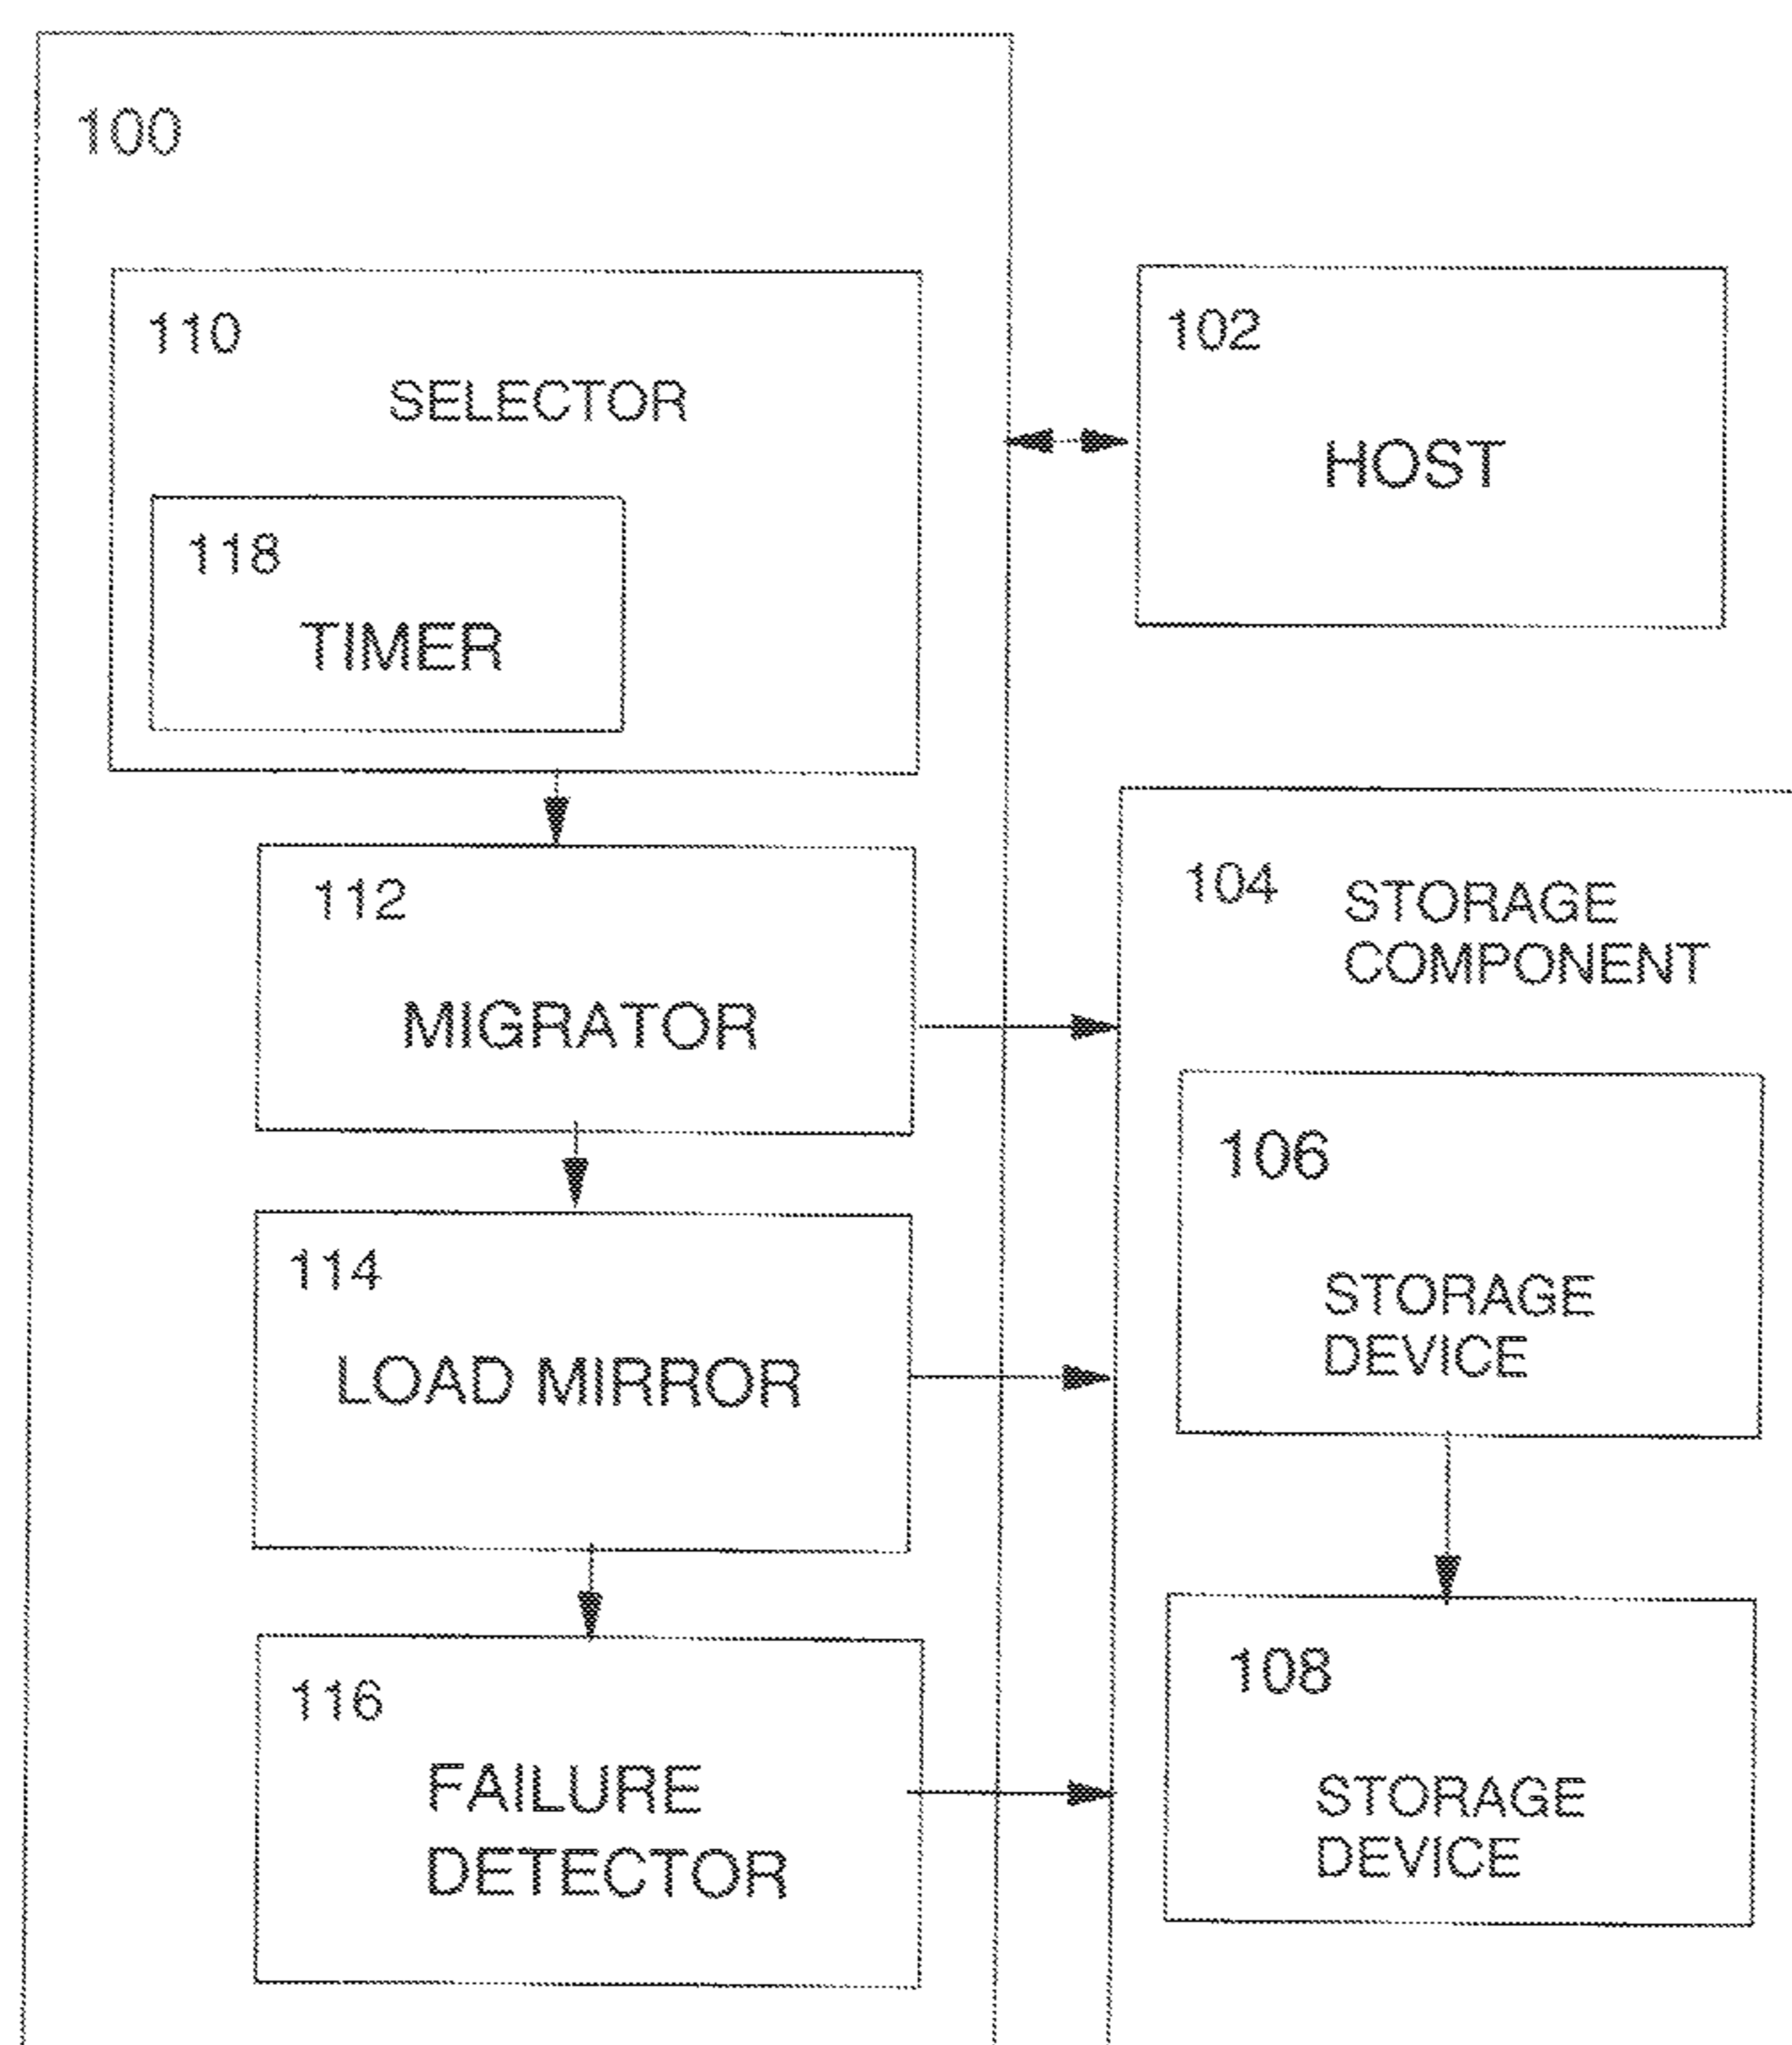 100
110
SELECTOR
118
TIMER
102
HOST
112
MIGRATOR
104
STORAGE
COMPONENT
106
STORAGE
DEVICE
114
LOAD MIRROR
116
FAILURE
DETECTOR
108
STORAGE
DEVICE